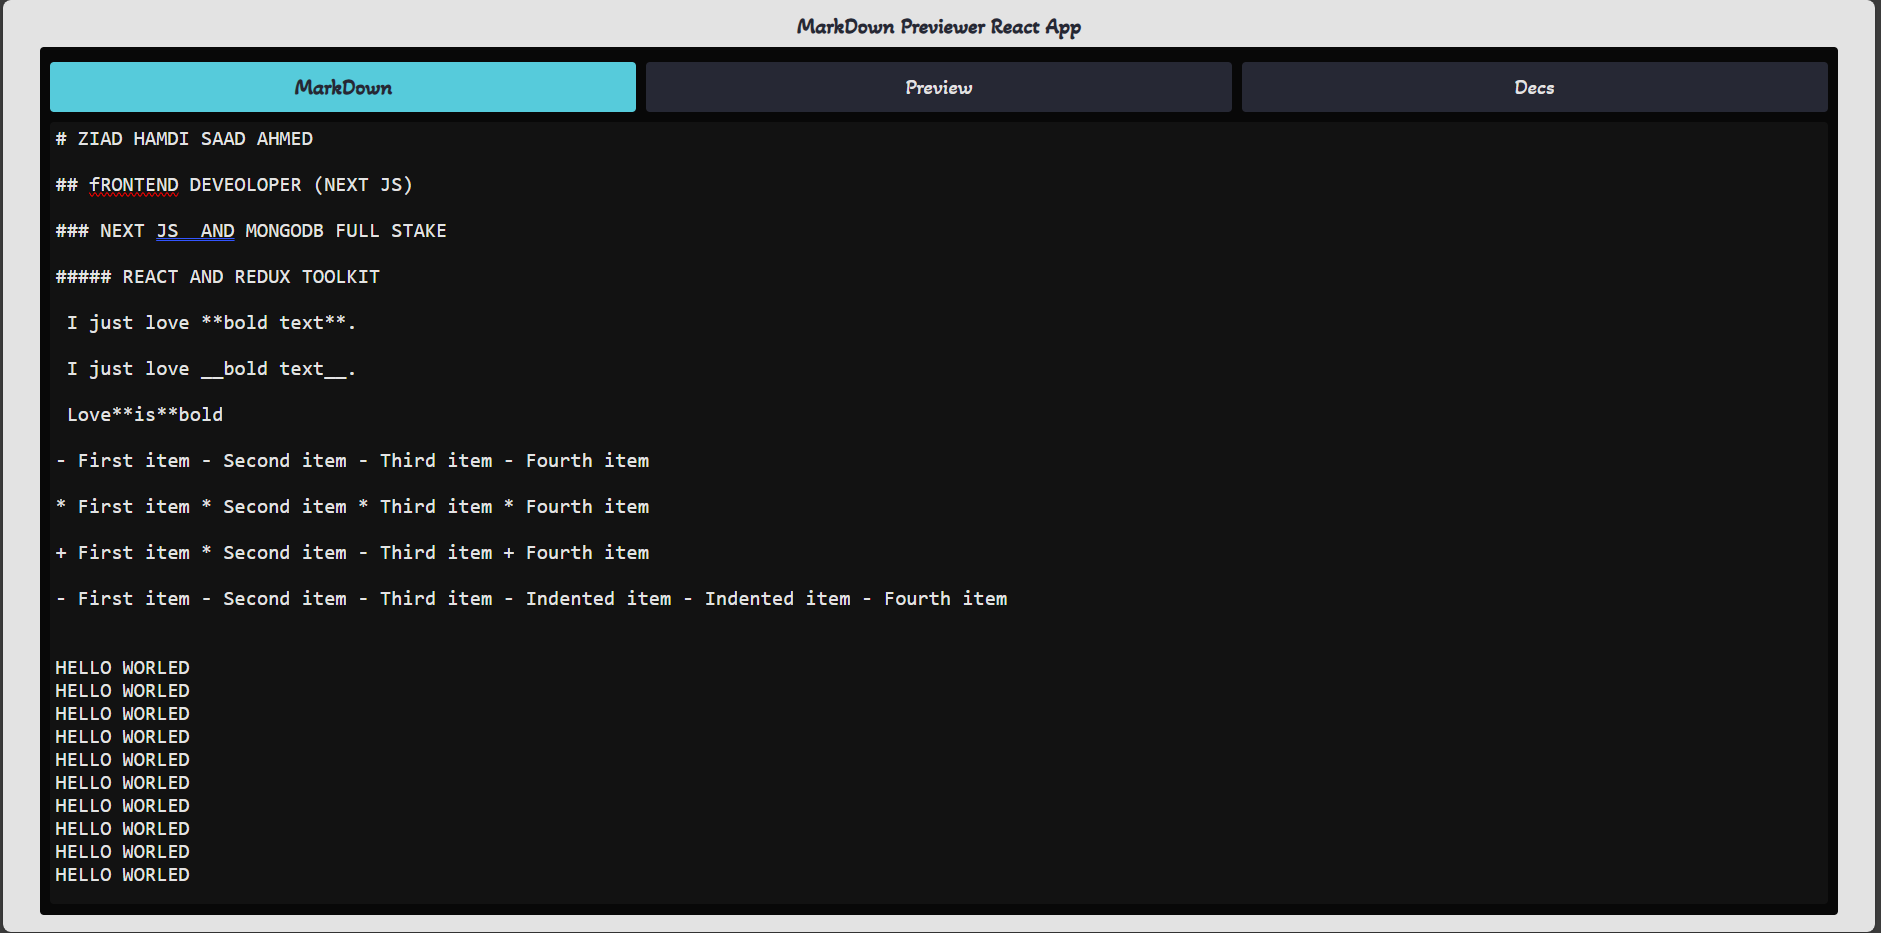 MarkDown Previewer React App
MarkDown
Preview
Decs
# ZIAD HAMDI SAAD AHMED
## fRONTEND DEVEOLOPER (NEXT JS)
### NEXT JS  AND MONGODB FULL STAKE
##### REACT AND REDUX TOOLKIT
I just love **bold text**.
I just love __bold text__.
Love**is**bold
- First item - Second item - Third item - Fourth item
* First item * Second item * Third item * Fourth item
+ First item * Second item - Third item + Fourth item
- First item - Second item - Third item - Indented item - Indented item - Fourth item
HELLO WORLED
HELLO WORLED
HELLO WORLED
HELLO WORLED
HELLO WORLED
HELLO WORLED
HELLO WORLED
HELLO WORLED
HELLO WORLED
HELLO WORLED